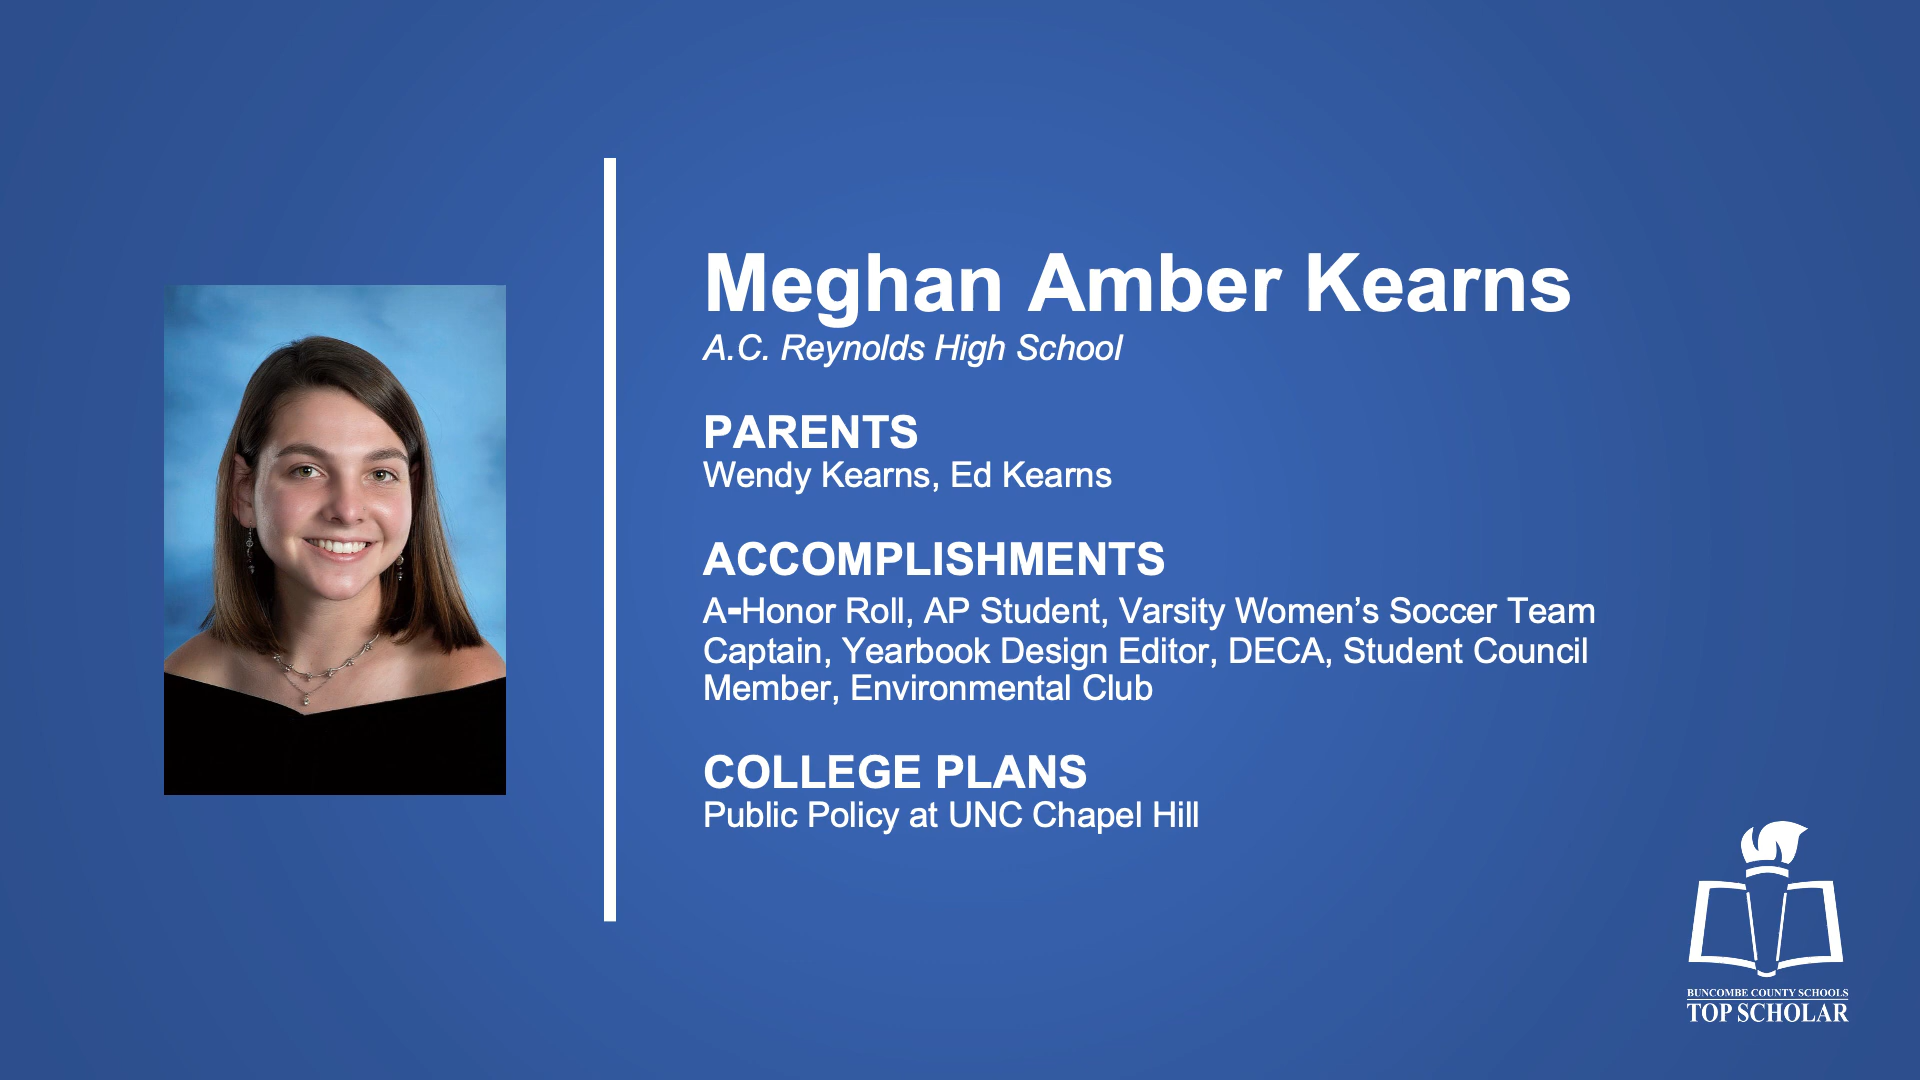 Meghan Amber Kearns
A.C. Reynolds High School
PARENTS
Wendy Kearns, Ed Kearns
ACCOMPLISHMENTS
A-Honor Roll, AP Student, Varsity Women’s Soccer Team
Captain, Yearbook Design Editor, DECA, Student Council
Member, Environmental Club
COLLEGE PLANS
Public Policy at UNC Chapel Hill
BUNCOMBE COUNTY SCHOOLS
TOP SCHOLAR